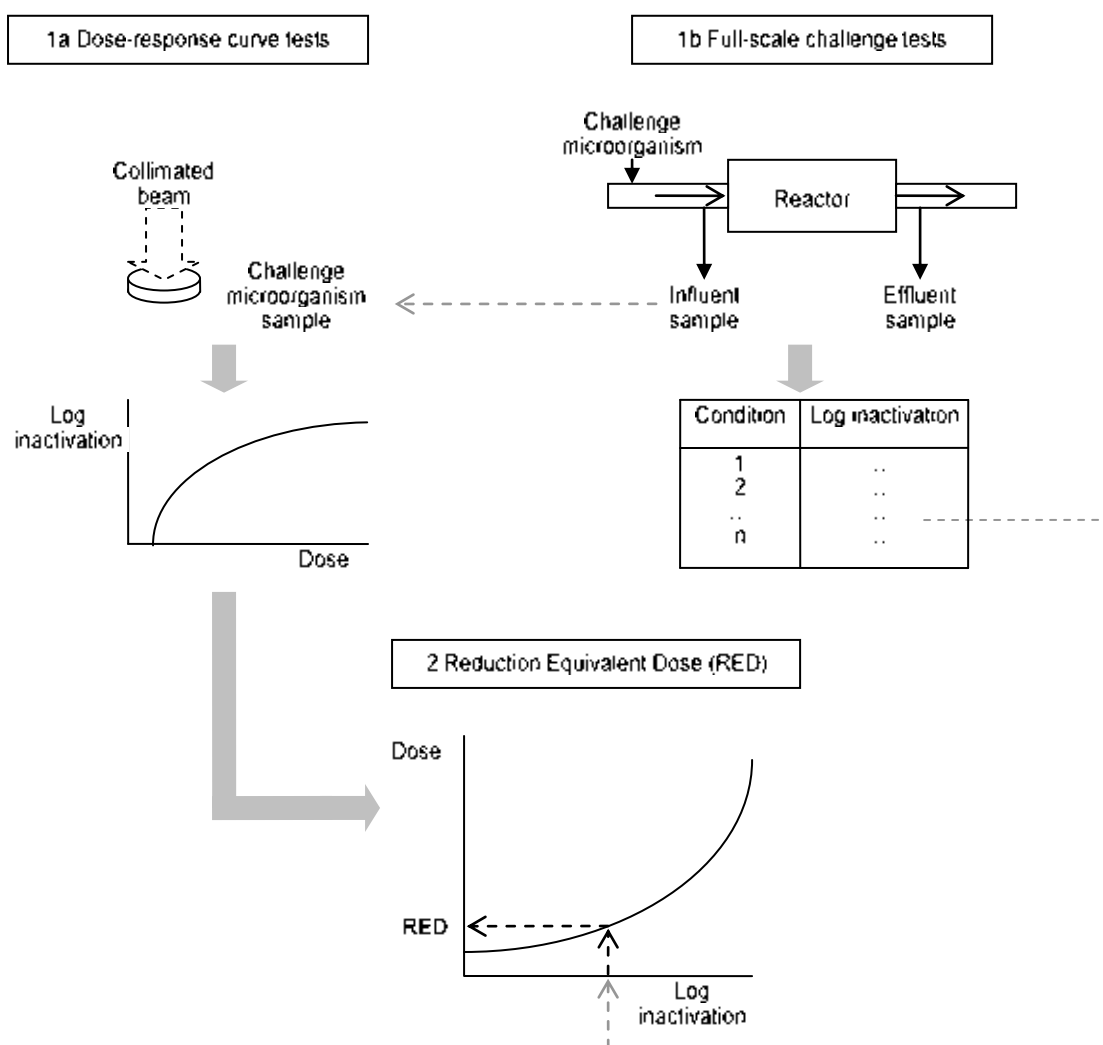 1a Dose-response curve tests
1b Full-scale challenge tests
Collimated
beam
Challenge
microorganism
sample
Challenge
microorganism
Reactor
Influent
sample
Effluent
sample
Log
inactivation
Dose
Condition Log inactivation
1 ..
2 ..
.. ..
n ..
2 Reduction Equivalent Dose (RED)
Dose
RED
Log
inactivation